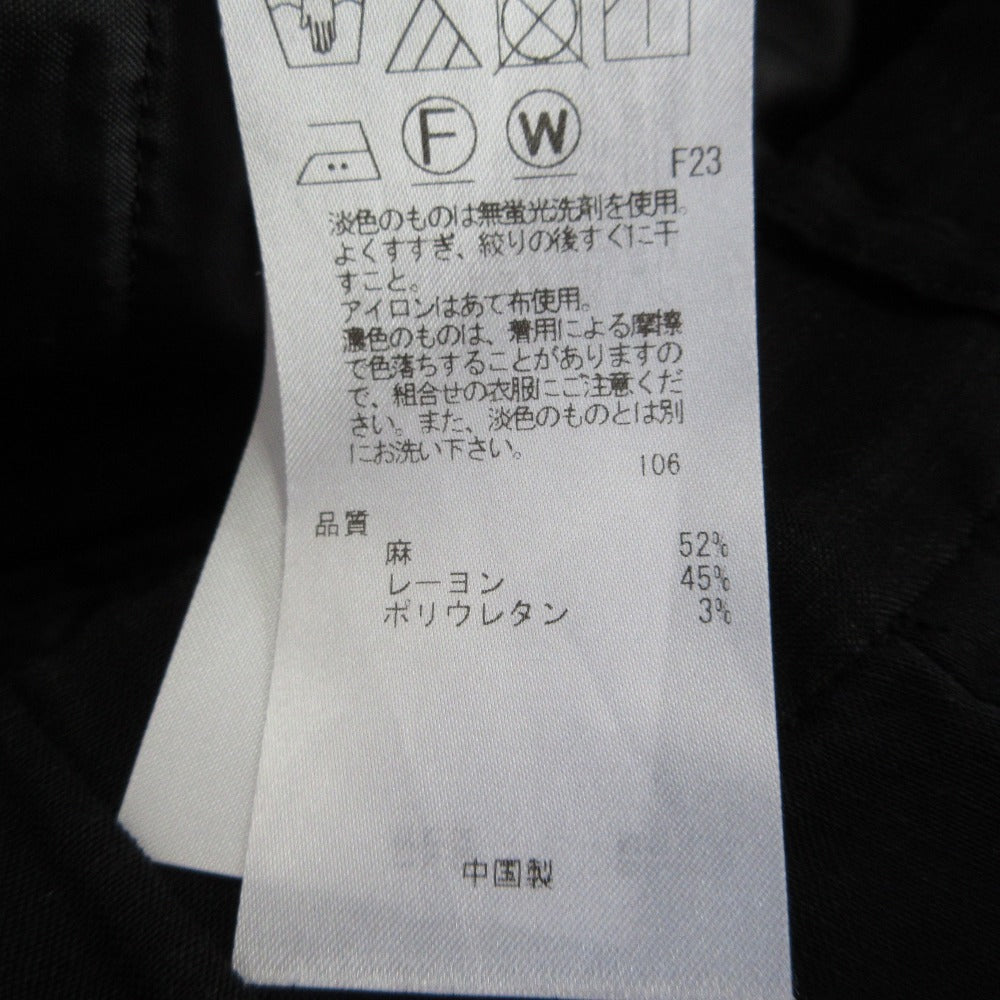 F W F23
淡色のものは無蛍光洗剤を使用。
よくすすぎ、絞りの後すぐに干
すこと。
アイロンはあて布使用。
濃色のものは、着用による摩擦
で色落ちすることがありますの
で、組合せの衣服にご注意くだ
さい。また、淡色のものとは別
にお洗い下さい。
106
品質
麻 52%
レーヨン 45%
ポリウレタン 3%
中国製